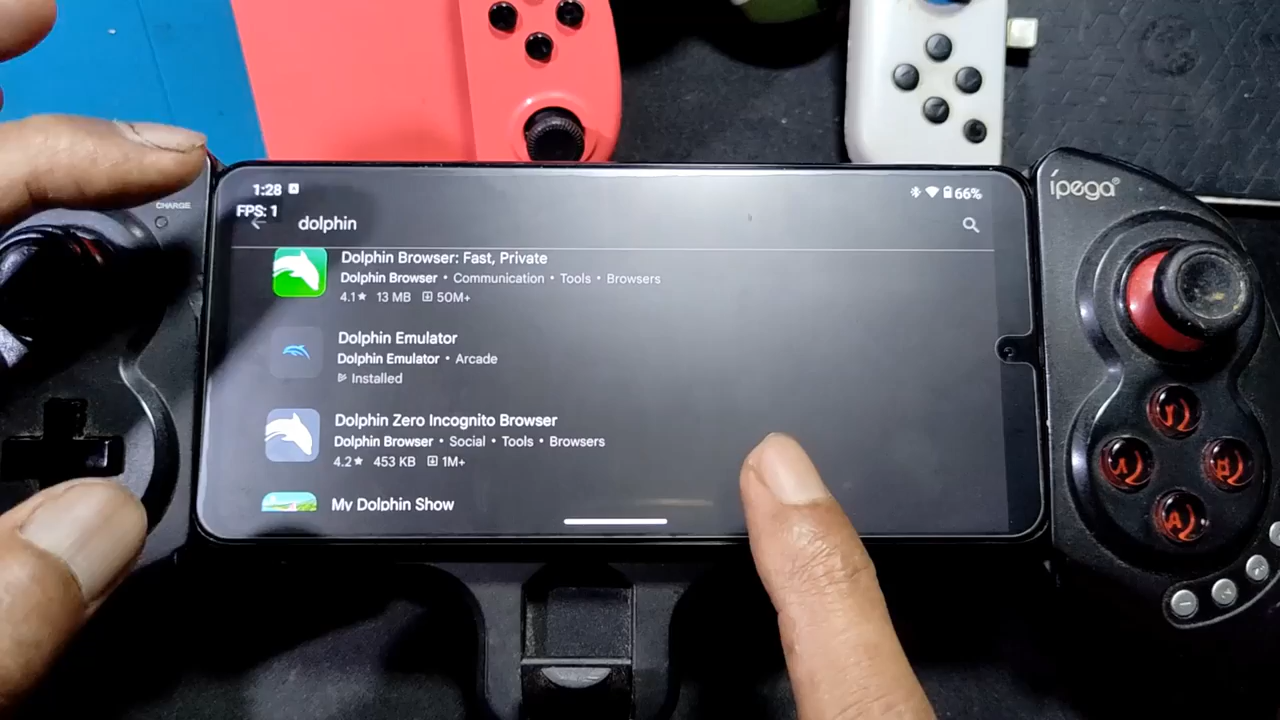 CHARGE
ípega®
1:28
66%
FPS: 1
dolphin
Dolphin Browser: Fast, Private
Dolphin Browser • Communication • Tools • Browsers
4.1★ 13 MB 50M+
Dolphin Emulator
Dolphin Emulator • Arcade
Installed
Dolphin Zero Incognito Browser
Dolphin Browser • Social • Tools • Browsers
4.2★ 453 KB 1M+
My Dolphin Show
A